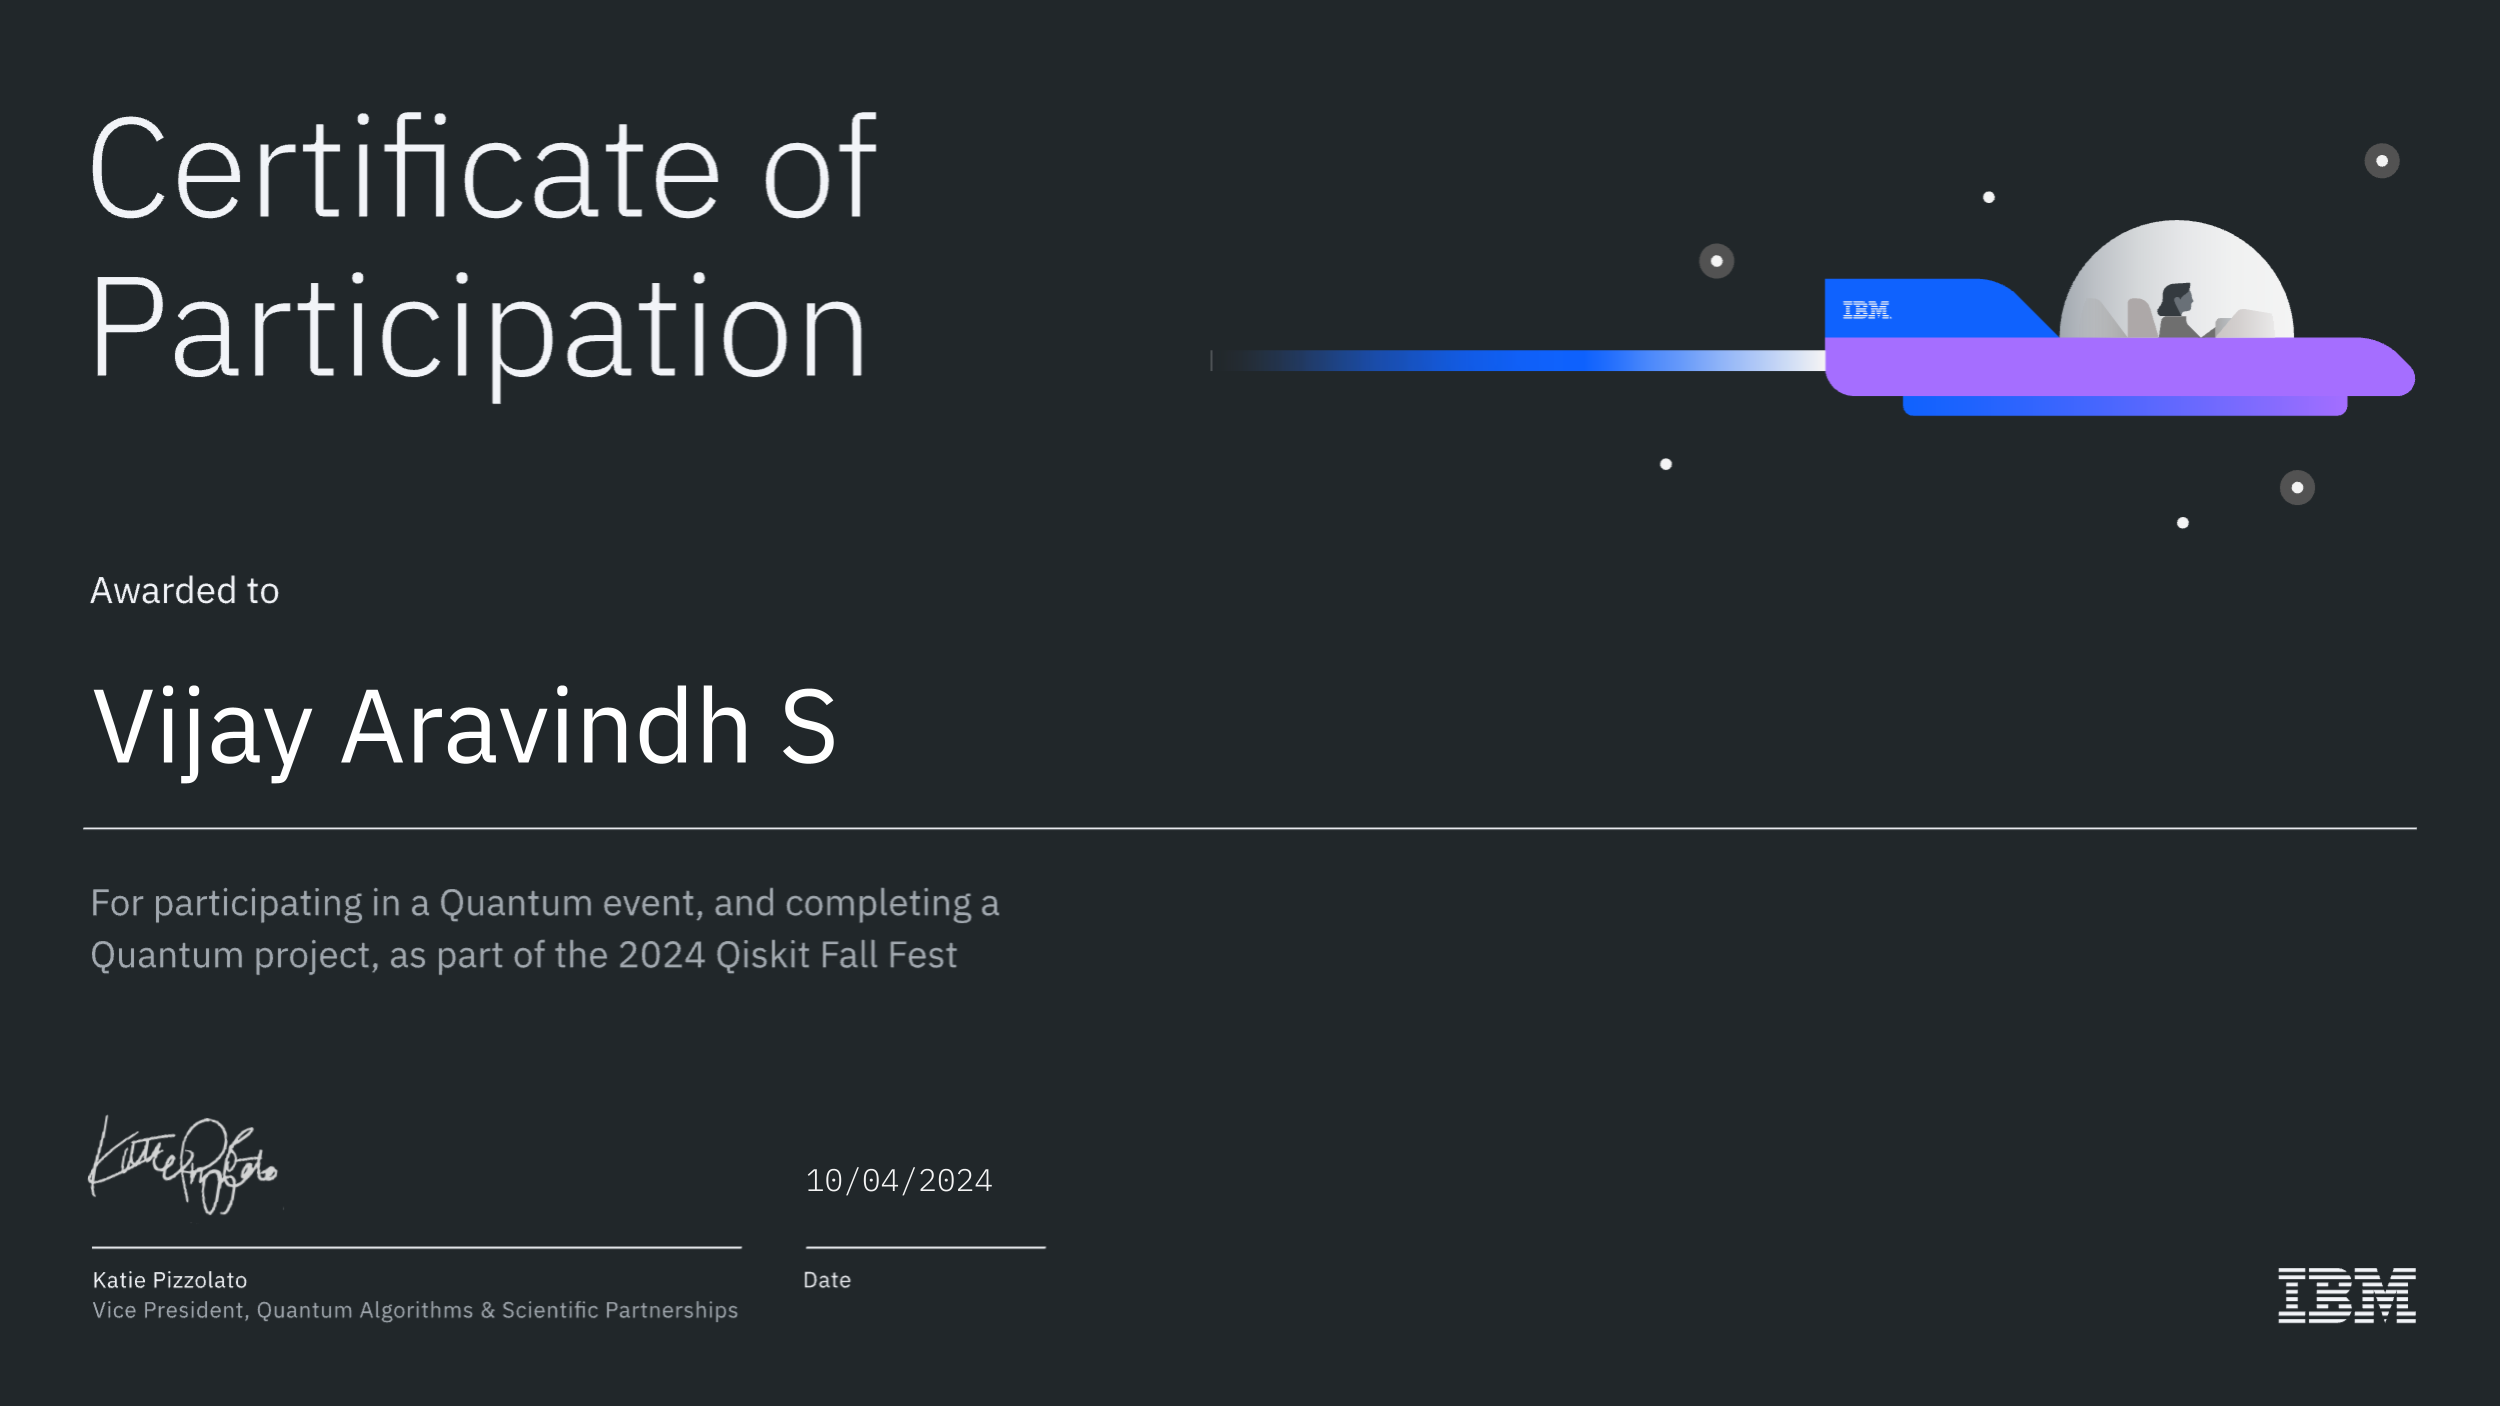 Certificate of
Participation
IBM
Awarded to
Vijay Aravindh S
For participating in a Quantum event, and completing a
Quantum project, as part of the 2024 Qiskit Fall Fest
Katie Pizzolato
10/04/2024
Katie Pizzolato
Date
Vice President, Quantum Algorithms & Scientific Partnerships
IBM